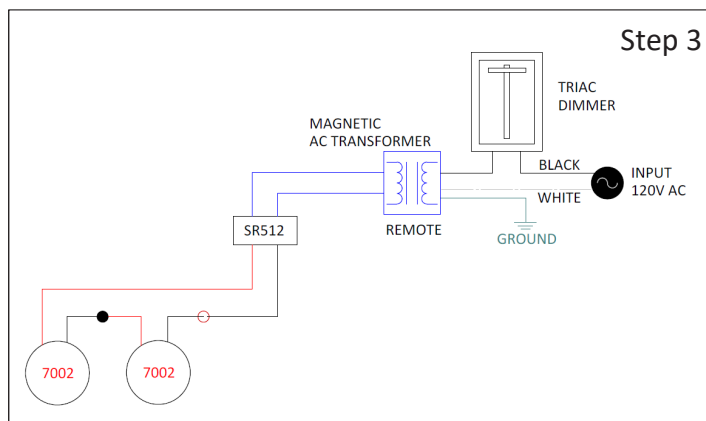 Step 3
TRIAC
DIMMER
MAGNETIC
AC TRANSFORMER
BLACK
INPUT
120V AC
WHITE
SR512
REMOTE
GROUND
7002
7002